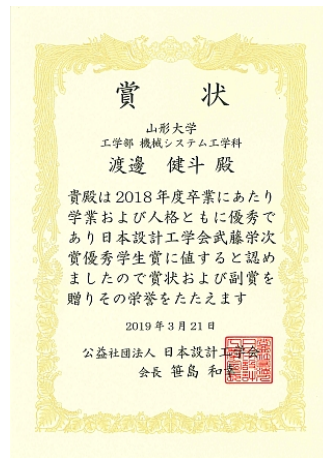 賞状
山形大学
工学部 機械システム工学科
渡邊 健斗 殿
貴殿は2018年度卒業にあたり
学業および人格ともに優秀で
あり日本設計工学会武藤栄次
賞優秀学生賞に値すると認め
ましたので賞状および副賞を
贈りその栄誉をたたえます
2019年3月21日
公益社団法人 日本設計工学会
会長 笹島 和幸